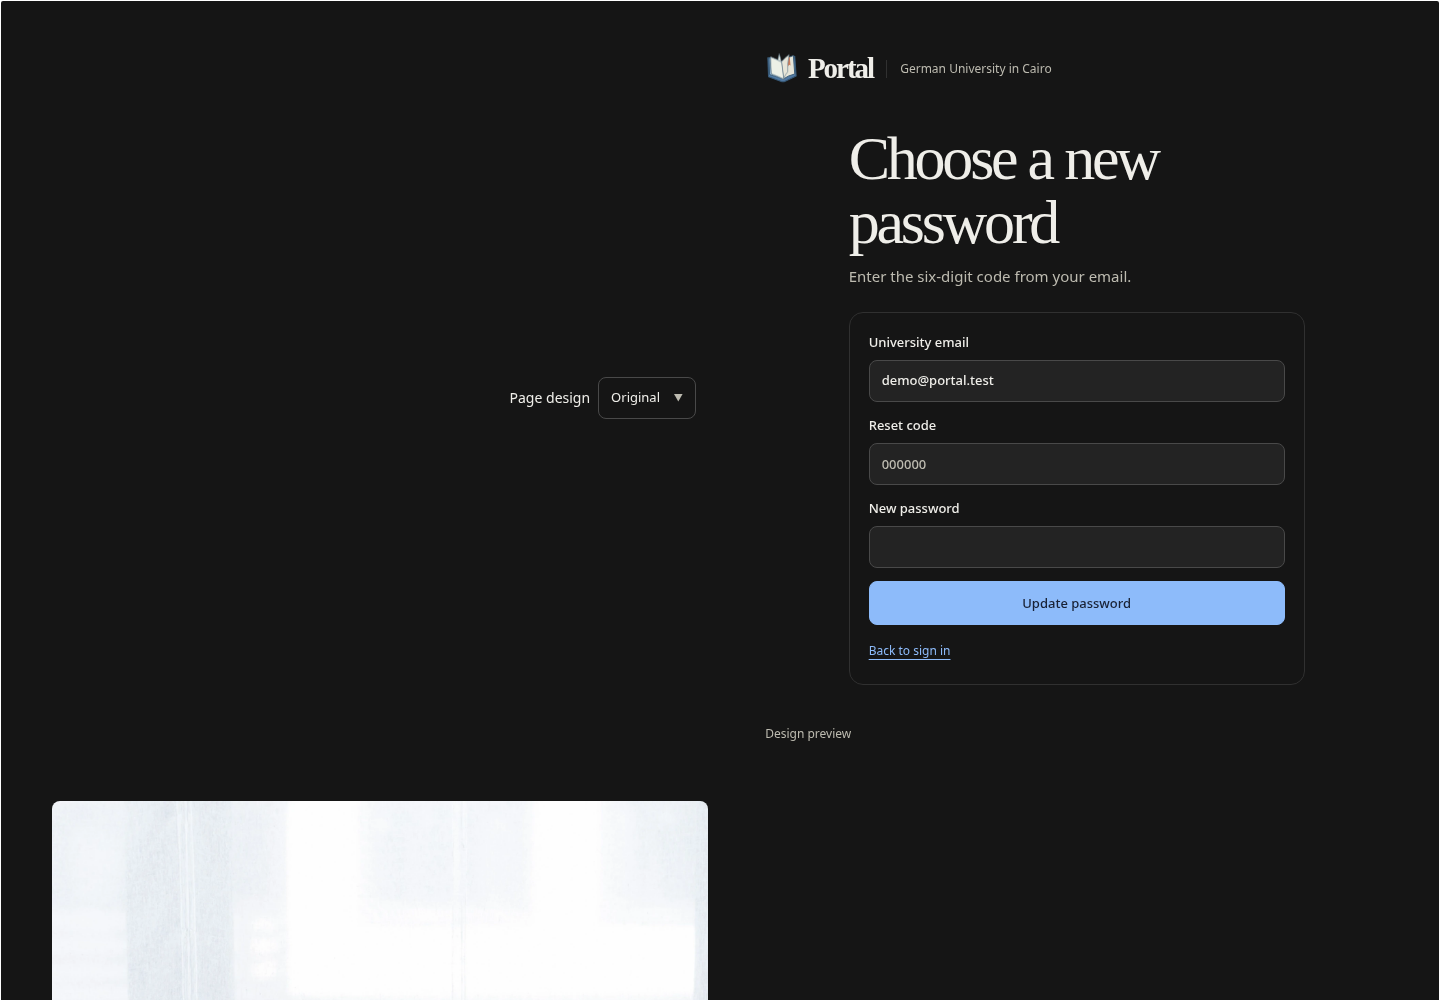 Portal
German University in Cairo
Choose a new
password
Enter the six-digit code from your email.
University email
demo@portal.test
Reset code
000000
New password
Update password
Back to sign in
Page design
Original
Design preview